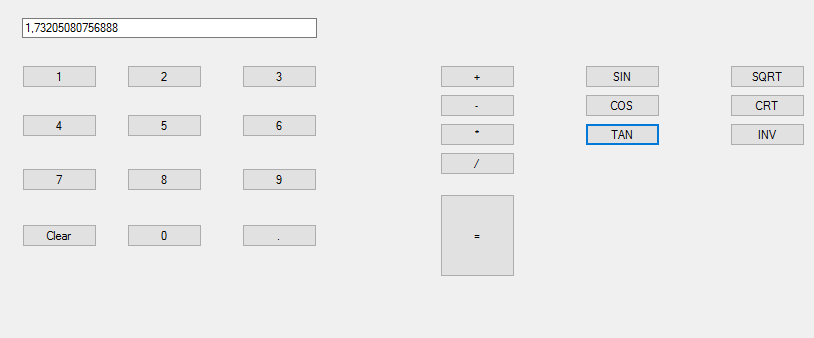 1,73205080756888
1 2 3 + SIN SQRT
- COS CRT
4 5 6 * TAN INV
/
7 8 9
Clear 0 . =